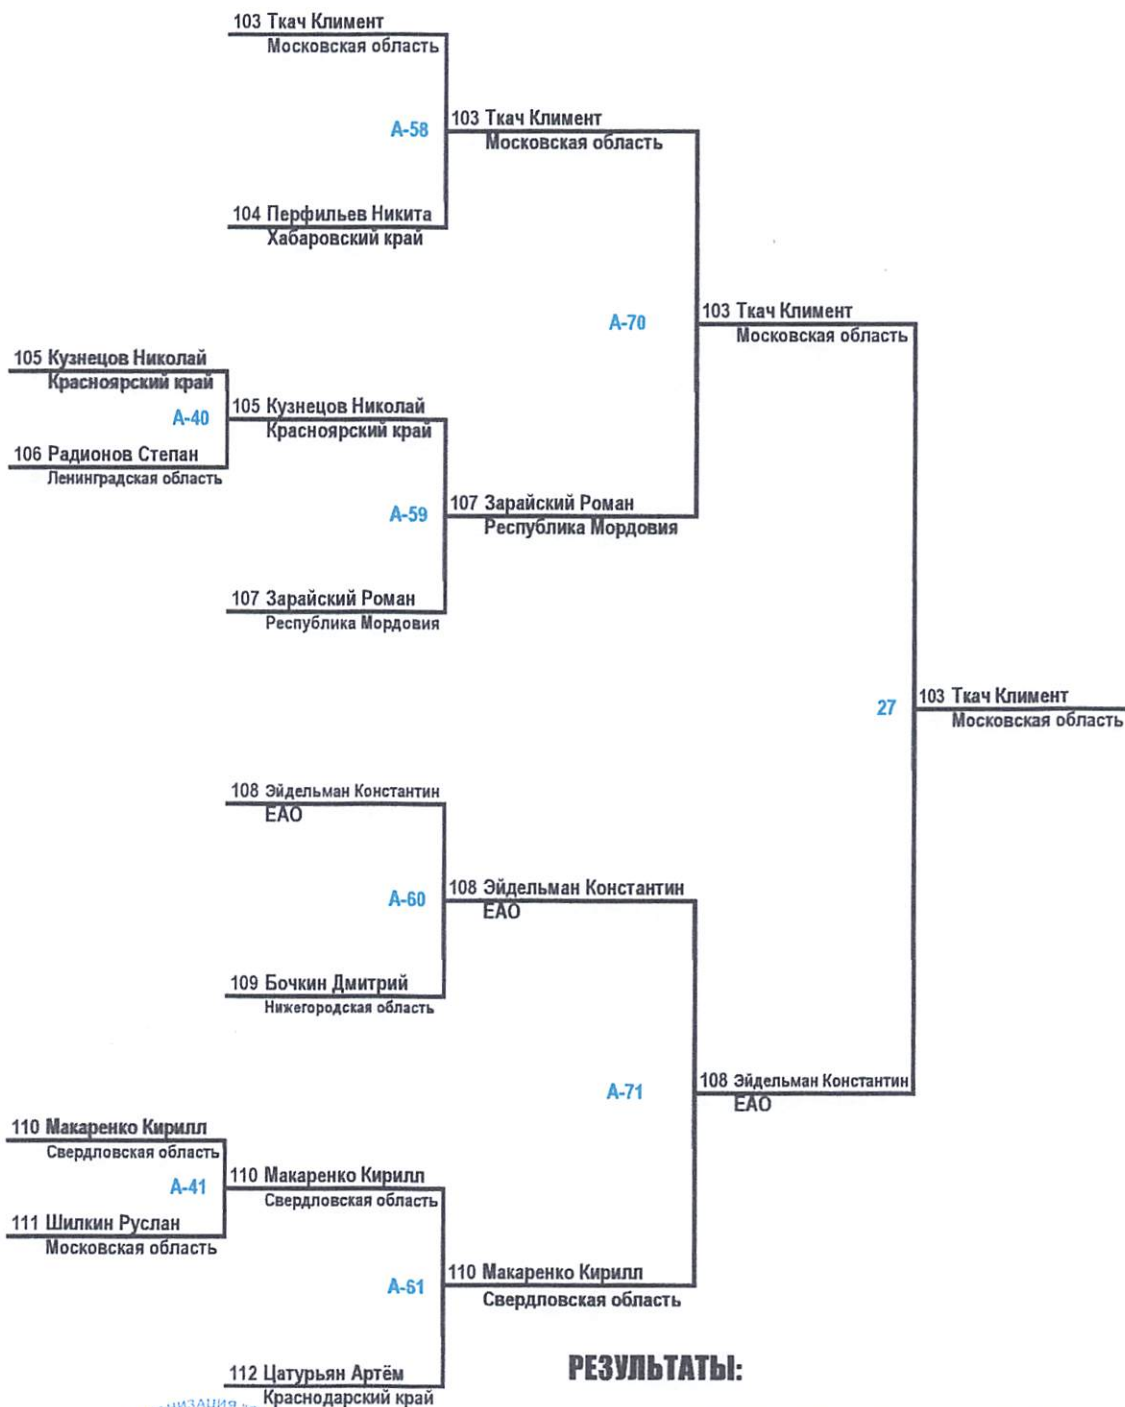 103 Ткач Климент
Московская область
А-58
103 Ткач Климент
Московская область
104 Перфильев Никита
Хабаровский край
А-70
103 Ткач Климент
Московская область
105 Кузнецов Николай
Красноярский край
А-40
105 Кузнецов Николай
Красноярский край
106 Радионов Степан
Ленинградская область
А-59
107 Зарайский Роман
Республика Мордовия
107 Зарайский Роман
Республика Мордовия
27
103 Ткач Климент
Московская область
108 Эйдельман Константин
ЕАО
А-60
108 Эйдельман Константин
ЕАО
109 Бочкин Дмитрий
Нижегородская область
А-71
108 Эйдельман Константин
ЕАО
110 Макаренко Кирилл
Свердловская область
А-41
110 Макаренко Кирилл
Свердловская область
111 Шилкин Руслан
Московская область
А-61
110 Макаренко Кирилл
Свердловская область
112 Цатурьян Артём
Краснодарский край
РЕЗУЛЬТАТЫ: